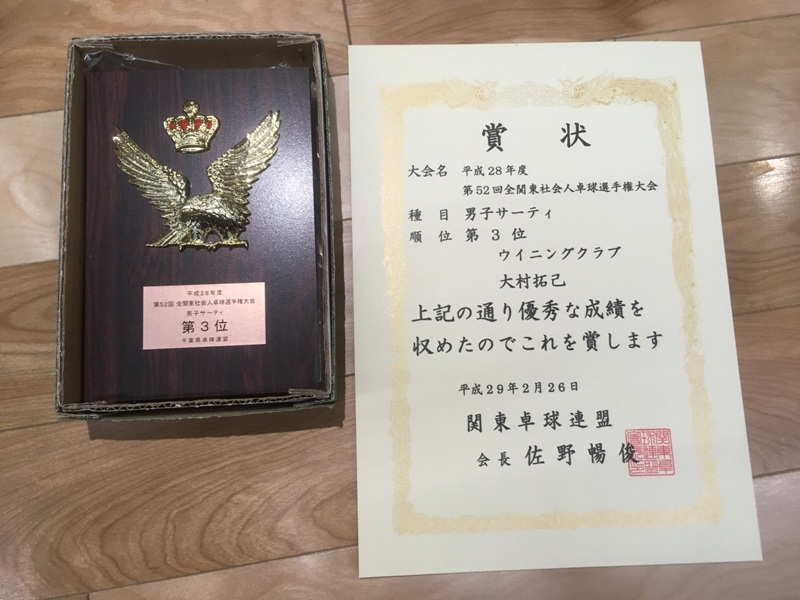 平成28年度
第52回 全関東社会人卓球選手権大会
男子サーティ
第3位
千葉県卓球連盟
賞状
大会名 平成28年度
第52回全関東社会人卓球選手権大会
種目 男子サーティ
順位 第3位
ウイニングクラブ
大村拓己
上記の通り優秀な成績を
収めたのでこれを賞します
平成29年2月26日
関東卓球連盟
会長 佐野暢俊